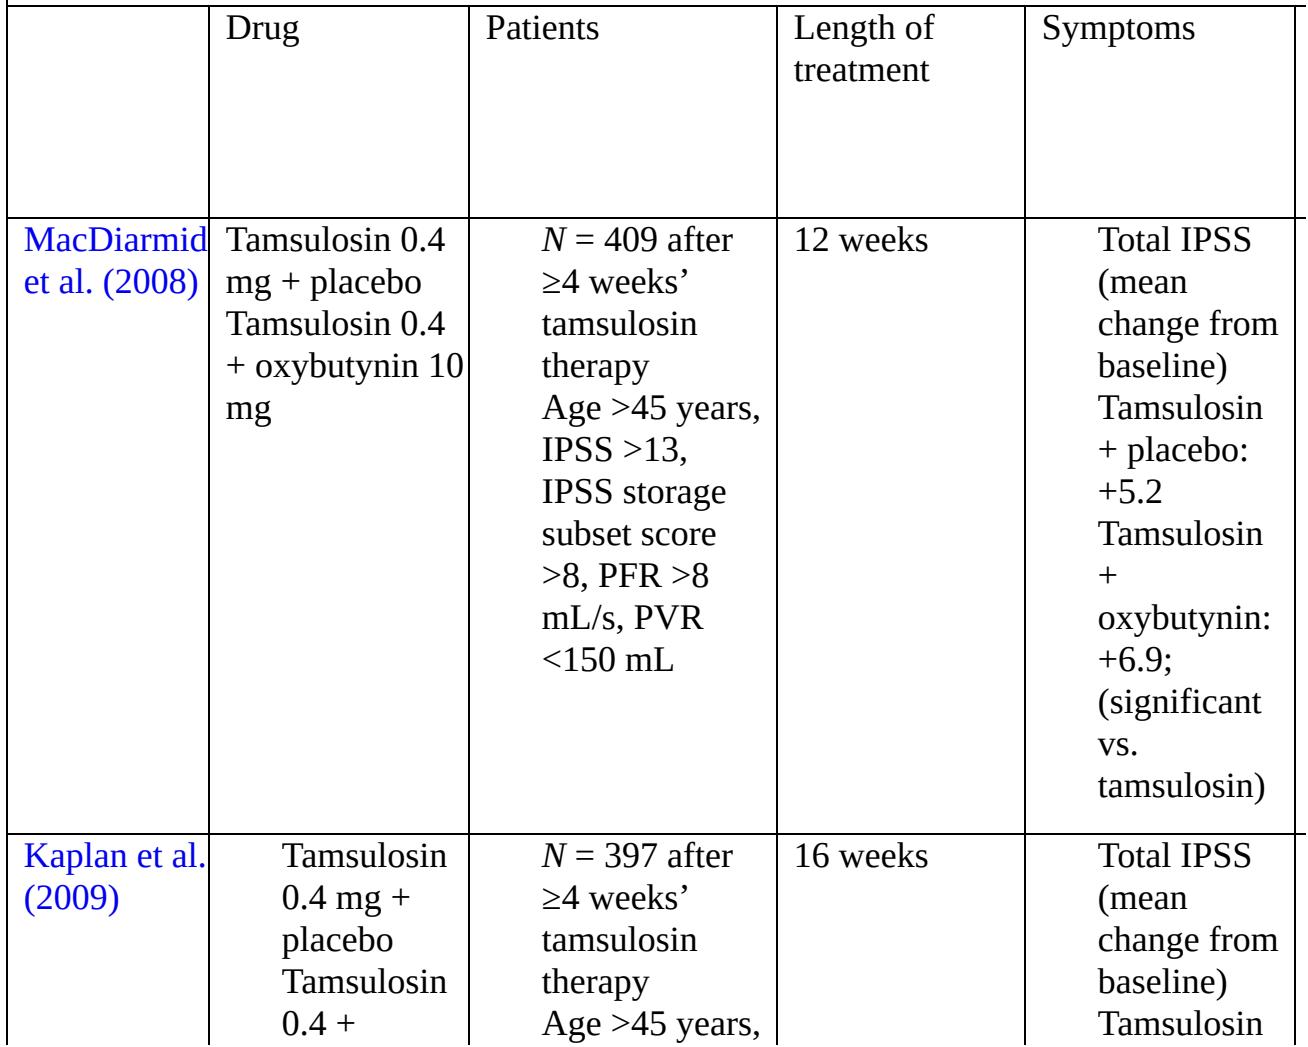 Drug
Patients
Length of
treatment
Symptoms
MacDiarmid
et al. (2008)
Tamsulosin 0.4
mg + placebo
Tamsulosin 0.4
+ oxybutynin 10
mg
N = 409 after
≥4 weeks’
tamsulosin
therapy
Age >45 years,
IPSS >13,
IPSS storage
subset score
>8, PFR >8
mL/s, PVR
<150 mL
12 weeks
Total IPSS
(mean
change from
baseline)
Tamsulosin
+ placebo:
+5.2
Tamsulosin
+
oxybutynin:
+6.9;
(significant
vs.
tamsulosin)
Kaplan et al.
(2009)
Tamsulosin
0.4 mg +
placebo
Tamsulosin
0.4 +
N = 397 after
≥4 weeks’
tamsulosin
therapy
Age >45 years,
16 weeks
Total IPSS
(mean
change from
baseline)
Tamsulosin